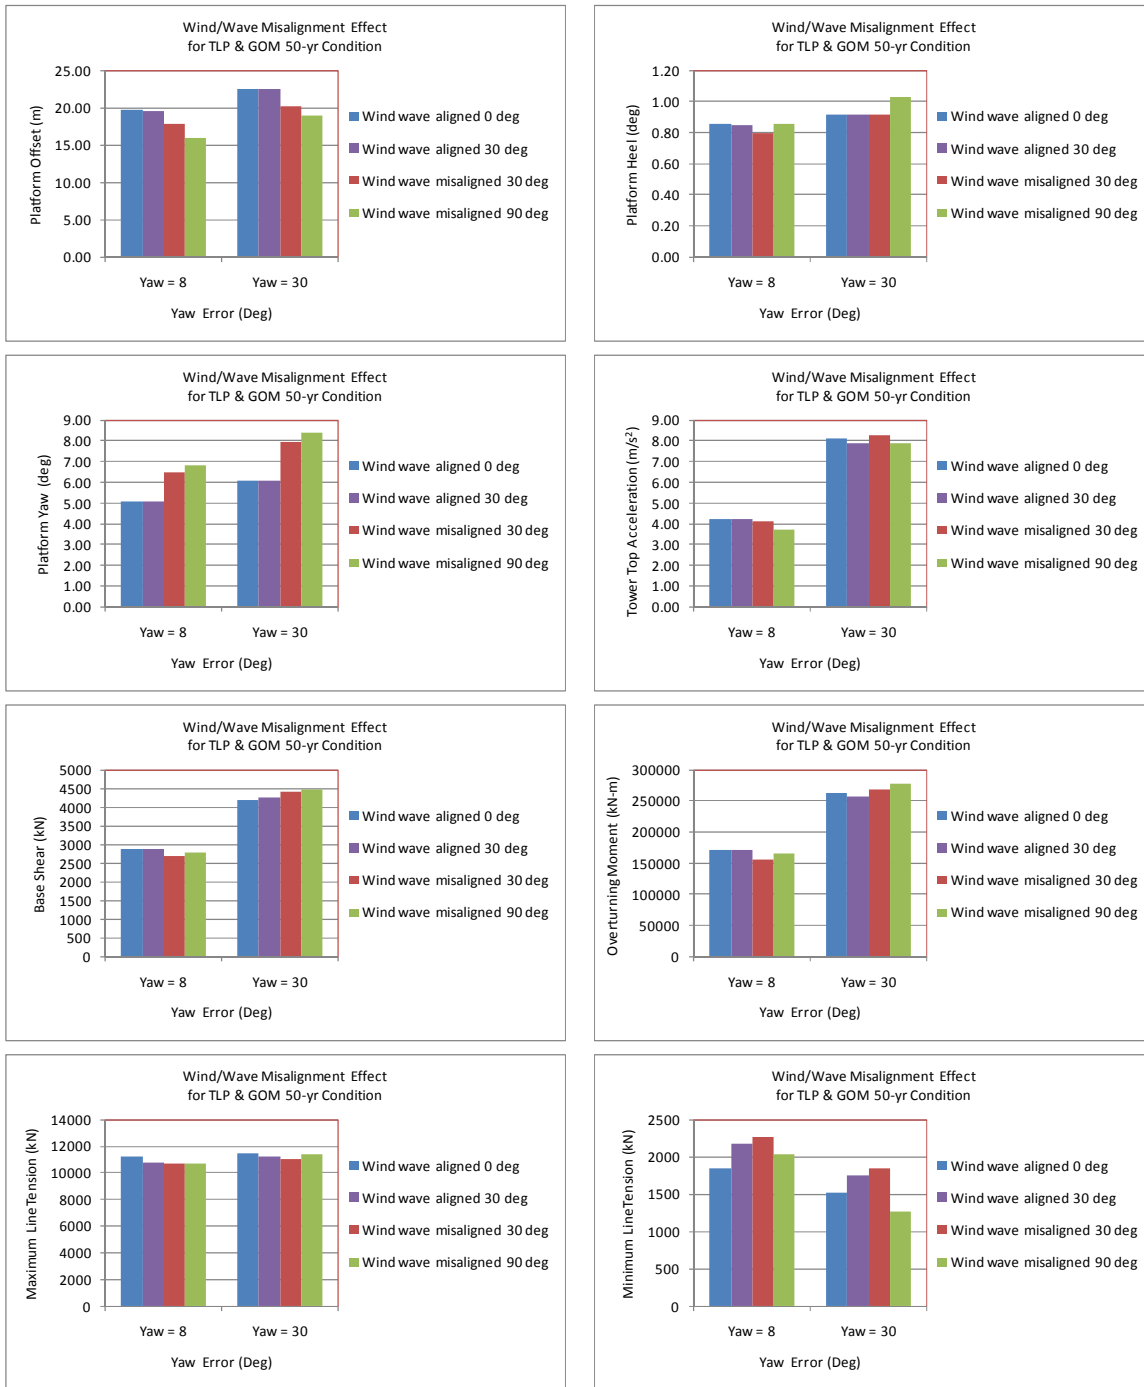 Wind/Wave Misalignment Effect
for TLP & GOM 50-yr Condition
Platform Offset (m)
25.00
20.00
15.00
10.00
5.00
0.00
Yaw = 8
Yaw = 30
Yaw Error (Deg)
Wind wave aligned 0 deg
Wind wave aligned 30 deg
Wind wave misaligned 30 deg
Wind wave misaligned 90 deg
Wind/Wave Misalignment Effect
for TLP & GOM 50-yr Condition
Platform Heel (deg)
1.20
1.00
0.80
0.60
0.40
0.20
0.00
Yaw = 8
Yaw = 30
Yaw Error (Deg)
Wind wave aligned 0 deg
Wind wave aligned 30 deg
Wind wave misaligned 30 deg
Wind wave misaligned 90 deg
Wind/Wave Misalignment Effect
for TLP & GOM 50-yr Condition
Platform Yaw (deg)
9.00
8.00
7.00
6.00
5.00
4.00
3.00
2.00
1.00
0.00
Yaw = 8
Yaw = 30
Yaw Error (Deg)
Wind wave aligned 0 deg
Wind wave aligned 30 deg
Wind wave misaligned 30 deg
Wind wave misaligned 90 deg
Wind/Wave Misalignment Effect
for TLP & GOM 50-yr Condition
Tower Top Acceleration (m/s²)
9.00
8.00
7.00
6.00
5.00
4.00
3.00
2.00
1.00
0.00
Yaw = 8
Yaw = 30
Yaw Error (Deg)
Wind wave aligned 0 deg
Wind wave aligned 30 deg
Wind wave misaligned 30 deg
Wind wave misaligned 90 deg
Wind/Wave Misalignment Effect
for TLP & GOM 50-yr Condition
Base Shear (kN)
5000
4500
4000
3500
3000
2500
2000
1500
1000
500
0
Yaw = 8
Yaw = 30
Yaw Error (Deg)
Wind wave aligned 0 deg
Wind wave aligned 30 deg
Wind wave misaligned 30 deg
Wind wave misaligned 90 deg
Wind/Wave Misalignment Effect
for TLP & GOM 50-yr Condition
Overturning Moment (kN-m)
300000
250000
200000
150000
100000
50000
0
Yaw = 8
Yaw = 30
Yaw Error (Deg)
Wind wave aligned 0 deg
Wind wave aligned 30 deg
Wind wave misaligned 30 deg
Wind wave misaligned 90 deg
Wind/Wave Misalignment Effect
for TLP & GOM 50-yr Condition
Maximum Line Tension (kN)
14000
12000
10000
8000
6000
4000
2000
0
Yaw = 8
Yaw = 30
Yaw Error (Deg)
Wind wave aligned 0 deg
Wind wave aligned 30 deg
Wind wave misaligned 30 deg
Wind wave misaligned 90 deg
Wind/Wave Misalignment Effect
for TLP & GOM 50-yr Condition
Minimum Line Tension (kN)
2500
2000
1500
1000
500
0
Yaw = 8
Yaw = 30
Yaw Error (Deg)
Wind wave aligned 0 deg
Wind wave aligned 30 deg
Wind wave misaligned 30 deg
Wind wave misaligned 90 deg